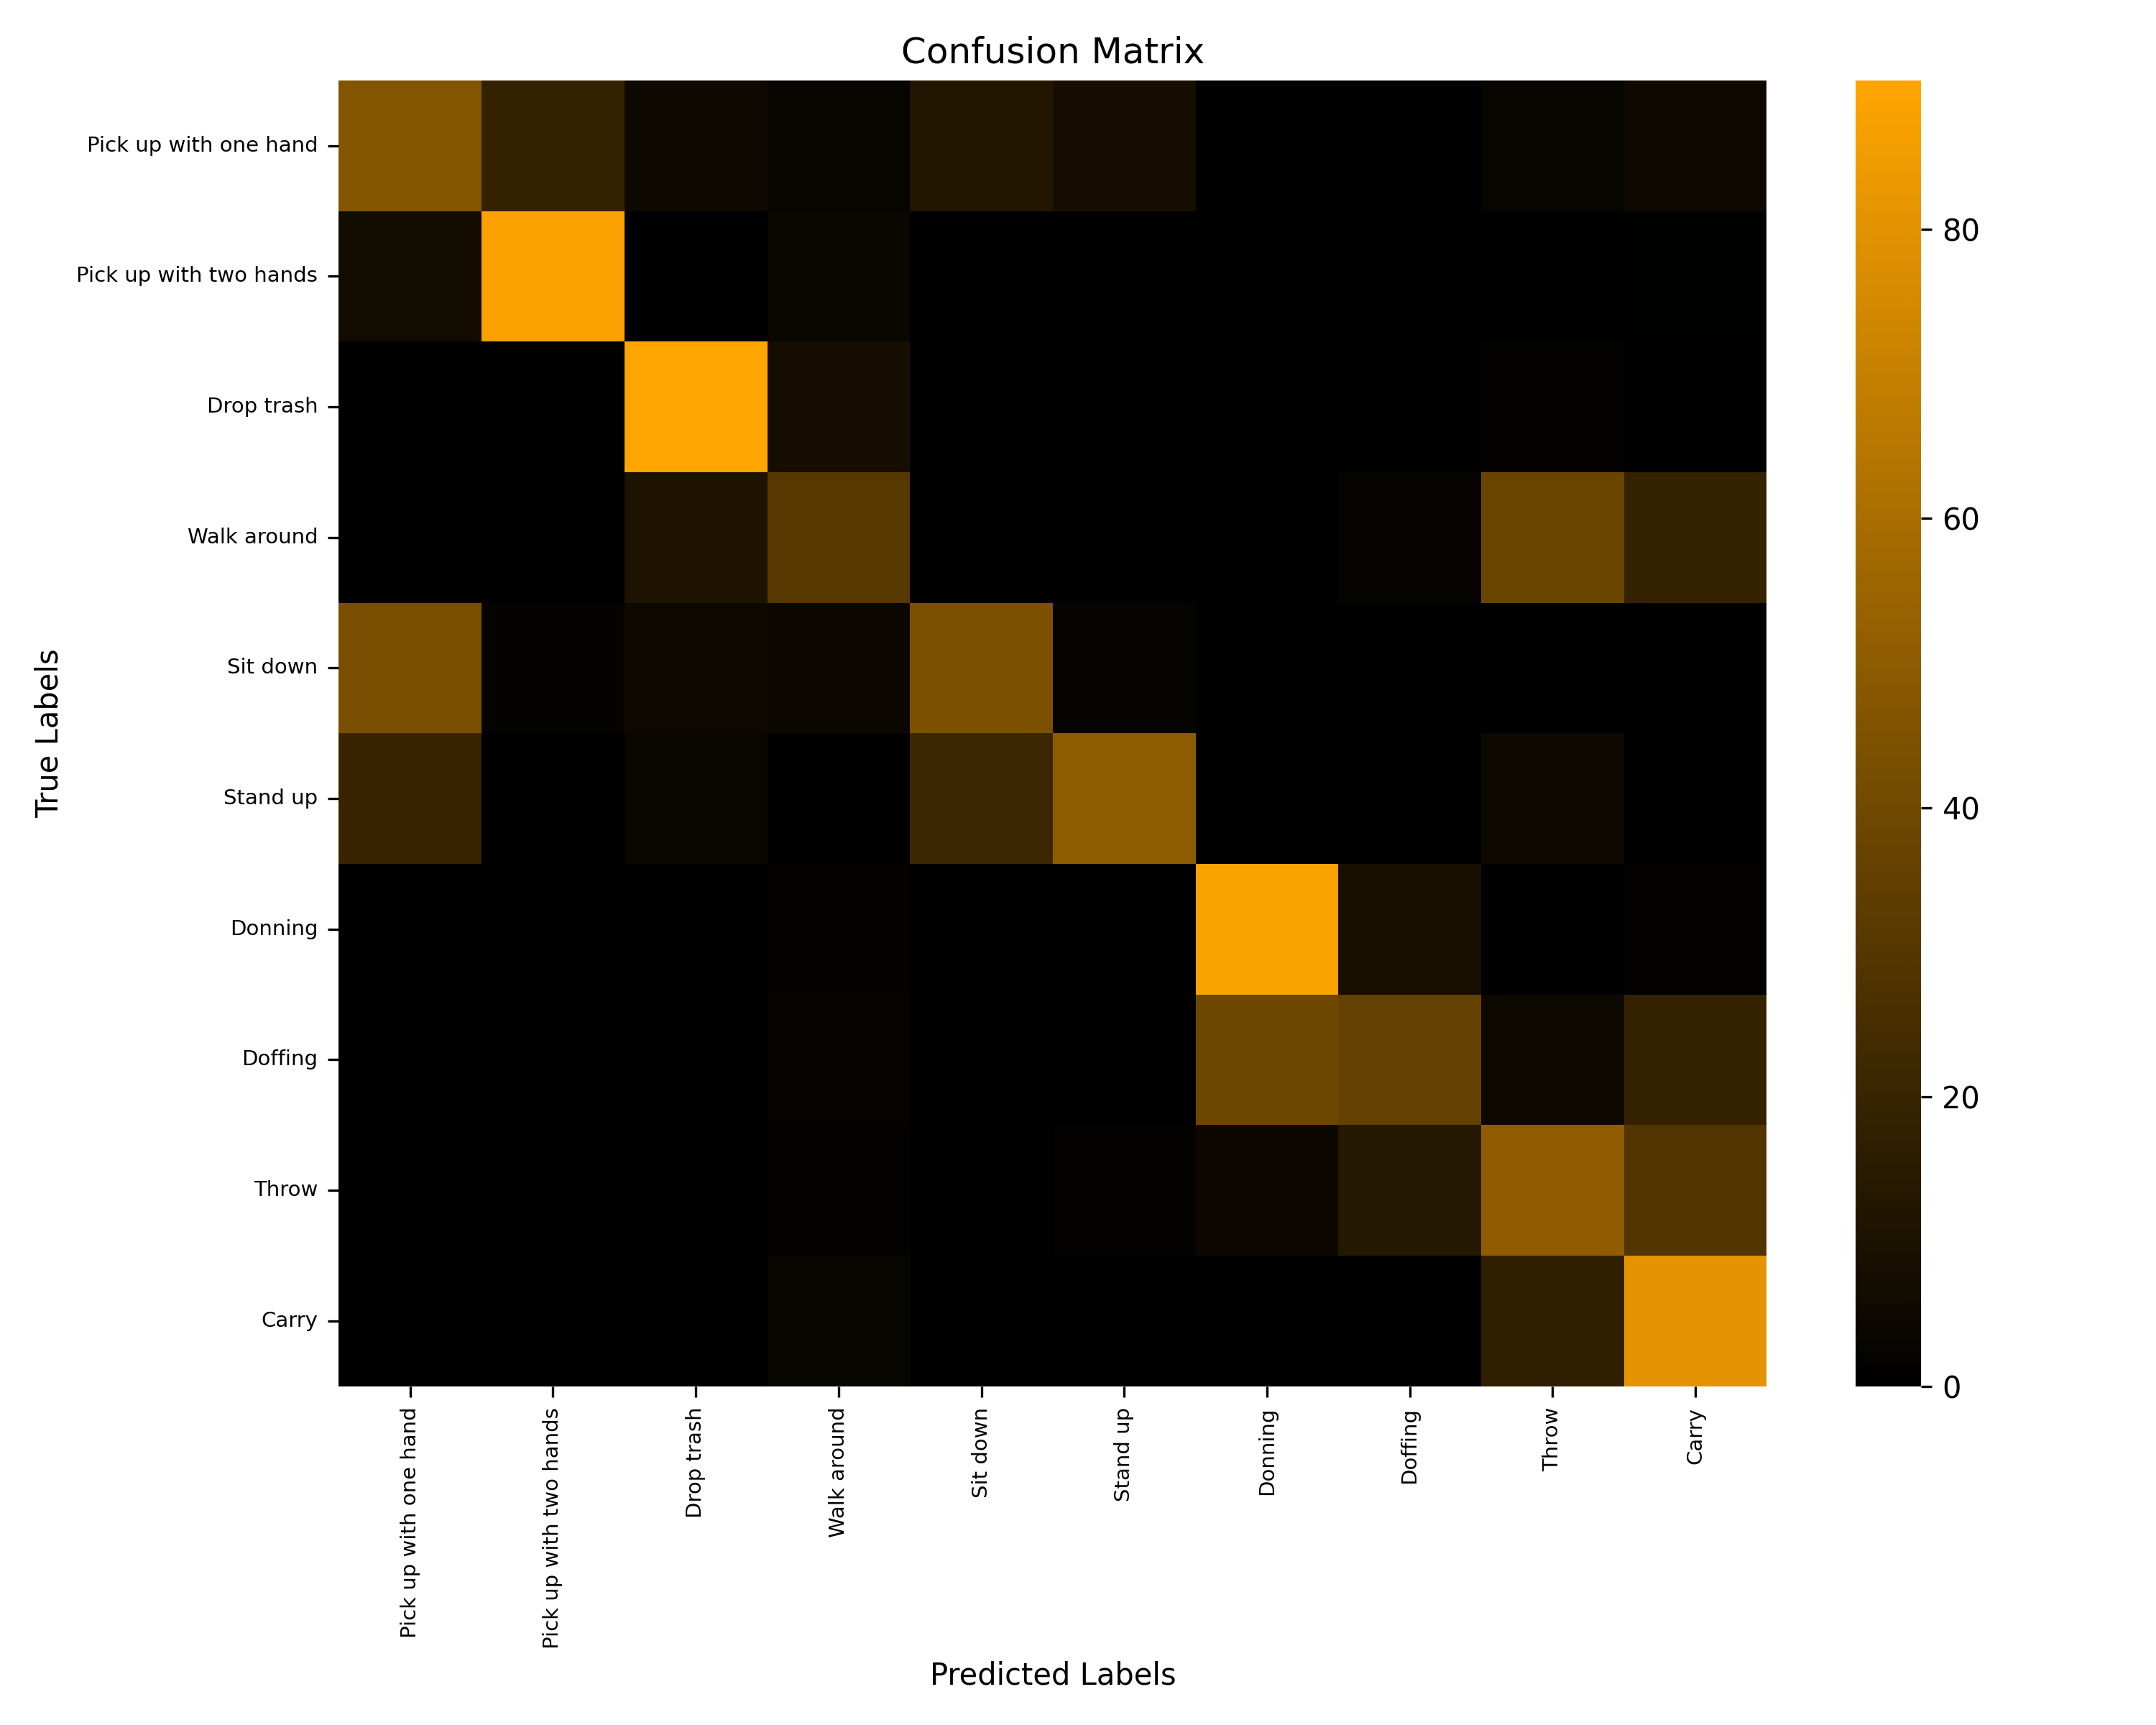 Confusion Matrix
Pick up with one hand
Pick up with two hands
Drop trash
Walk around
Sit down
Stand up
Donning
Doffing
Throw
Carry
True Labels
Pick up with one hand
Pick up with two hands
Drop trash
Walk around
Sit down
Stand up
Donning
Doffing
Throw
Carry
Predicted Labels
80
60
40
20
0